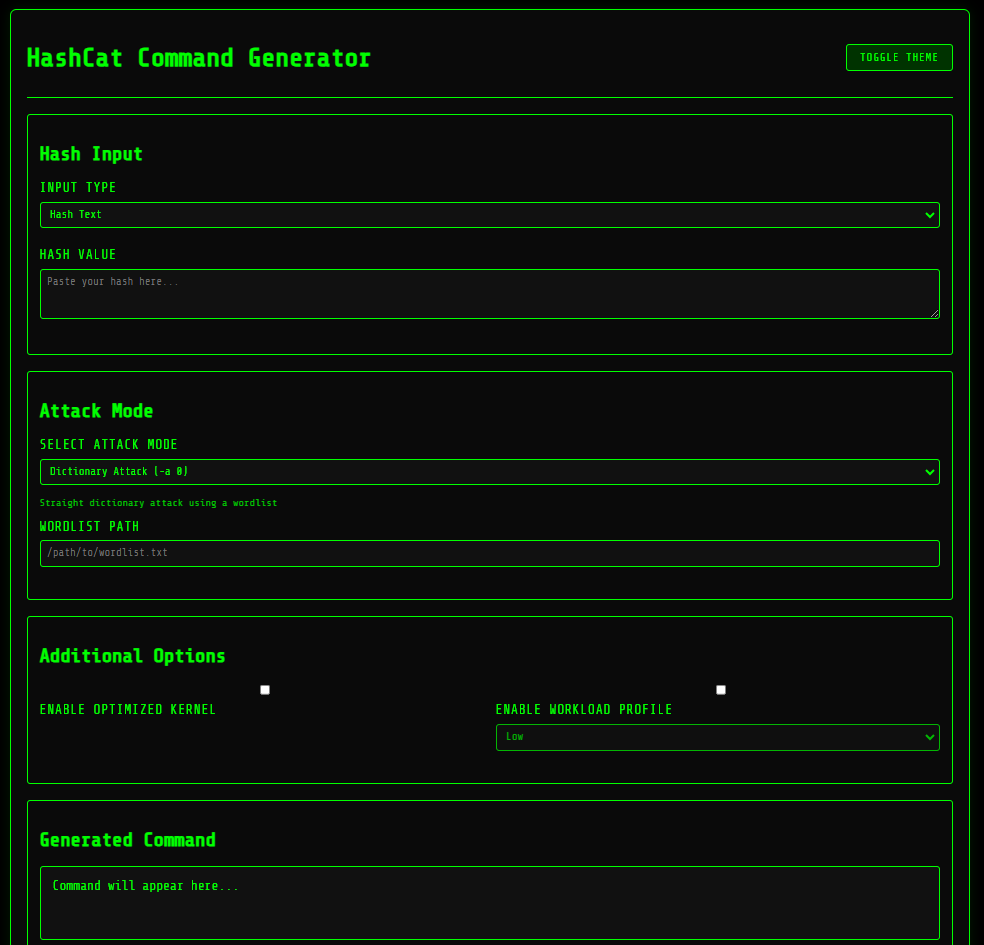 HashCat Command Generator
TOGGLE THEME
Hash Input
INPUT TYPE
Hash Text
HASH VALUE
Paste your hash here...
Attack Mode
SELECT ATTACK MODE
Dictionary Attack (-a 0)
Straight dictionary attack using a wordlist
WORDLIST PATH
/path/to/wordlist.txt
Additional Options
ENABLE OPTIMIZED KERNEL
ENABLE WORKLOAD PROFILE
Low
Generated Command
Command will appear here...